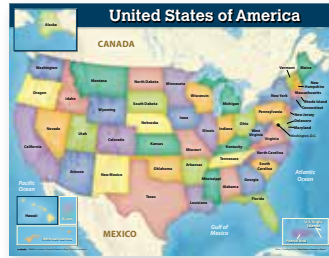 United States of America
Alaska
CANADA
Washington
Montana
North Dakota
Minnesota
Vermont
Maine
Oregon
Idaho
South Dakota
Wisconsin
Michigan
New York
New Hampshire
Massachusetts
Rhode Island
Connecticut
Wyoming
Nebraska
Iowa
Pennsylvania
New Jersey
Delaware
Maryland
Washington D.C.
Nevada
Utah
Colorado
Kansas
Missouri
Illinois
Indiana
Ohio
West Virginia
Virginia
Kentucky
California
Arizona
New Mexico
Oklahoma
Arkansas
Tennessee
North Carolina
South Carolina
Texas
Louisiana
Mississippi
Alabama
Georgia
Florida
Pacific Ocean
Atlantic Ocean
Hawaii
MEXICO
Gulf of Mexico
Puerto Rico